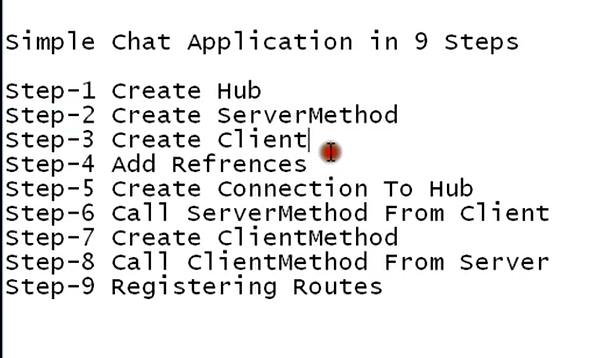 Simple Chat Application in 9 Steps
Step-1 Create Hub
Step-2 Create ServerMethod
Step-3 Create Client
Step-4 Add Refrences
Step-5 Create Connection To Hub
Step-6 Call ServerMethod From Client
Step-7 Create ClientMethod
Step-8 Call ClientMethod From Server
Step-9 Registering Routes